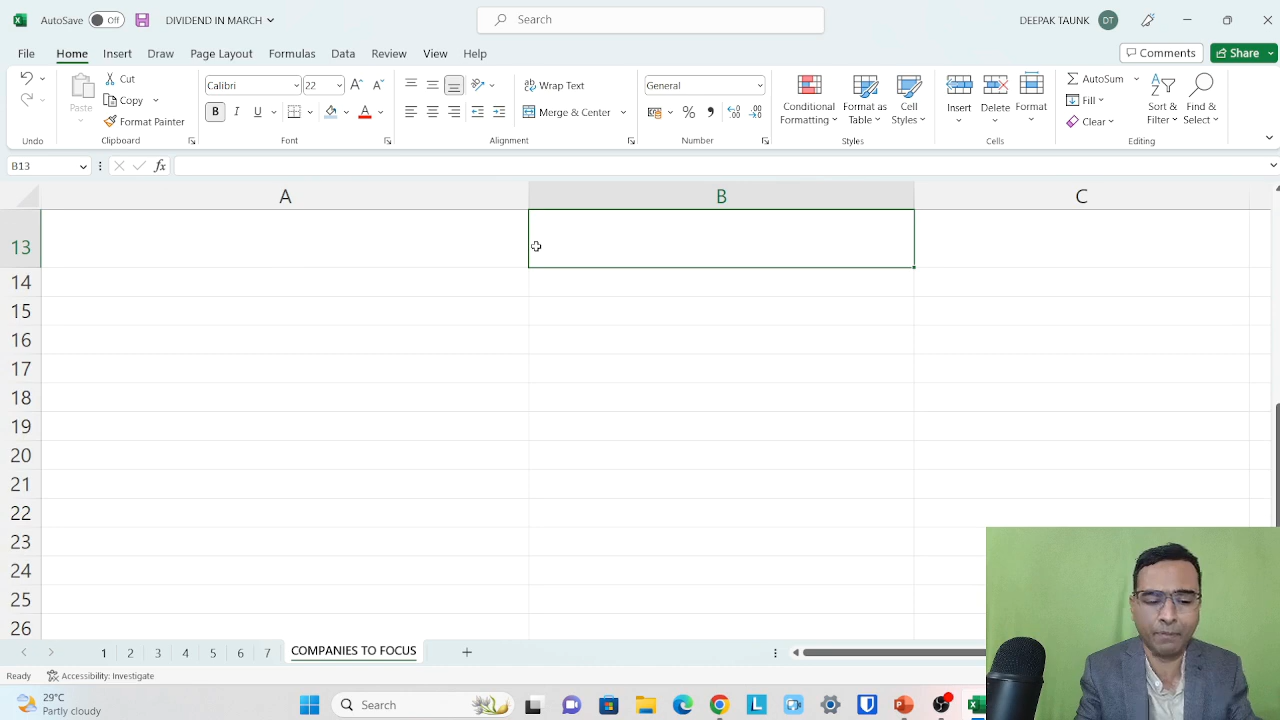 AutoSave Off DIVIDEND IN MARCH Search DEEPAK TAUNK DT
File Home Insert Draw Page Layout Formulas Data Review View Help Comments Share
Paste Cut Copy Format Painter
Calibri 22 B I U
Wrap Text Merge & Center
General
Conditional Formatting Format as Table Cell Styles
Insert Delete Format
AutoSum Fill Clear
Sort & Filter Find & Select
Undo Clipboard Font Alignment Number Styles Cells Editing
B13 fx
A B C
13
14
15
16
17
18
19
20
21
22
23
24
25
26
1 2 3 4 5 6 7 COMPANIES TO FOCUS
Ready Accessibility: Investigate
29°C
Partly cloudy
Search